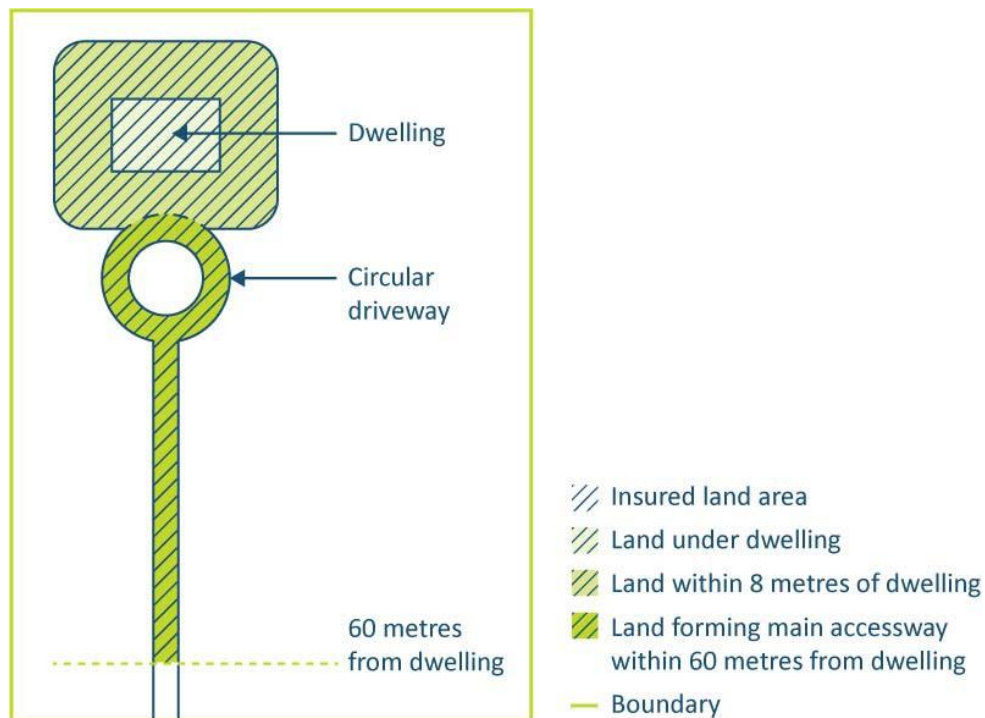 Dwelling
Circular
driveway
60 metres
from dwelling
Insured land area
Land under dwelling
Land within 8 metres of dwelling
Land forming main accessway
within 60 metres from dwelling
Boundary